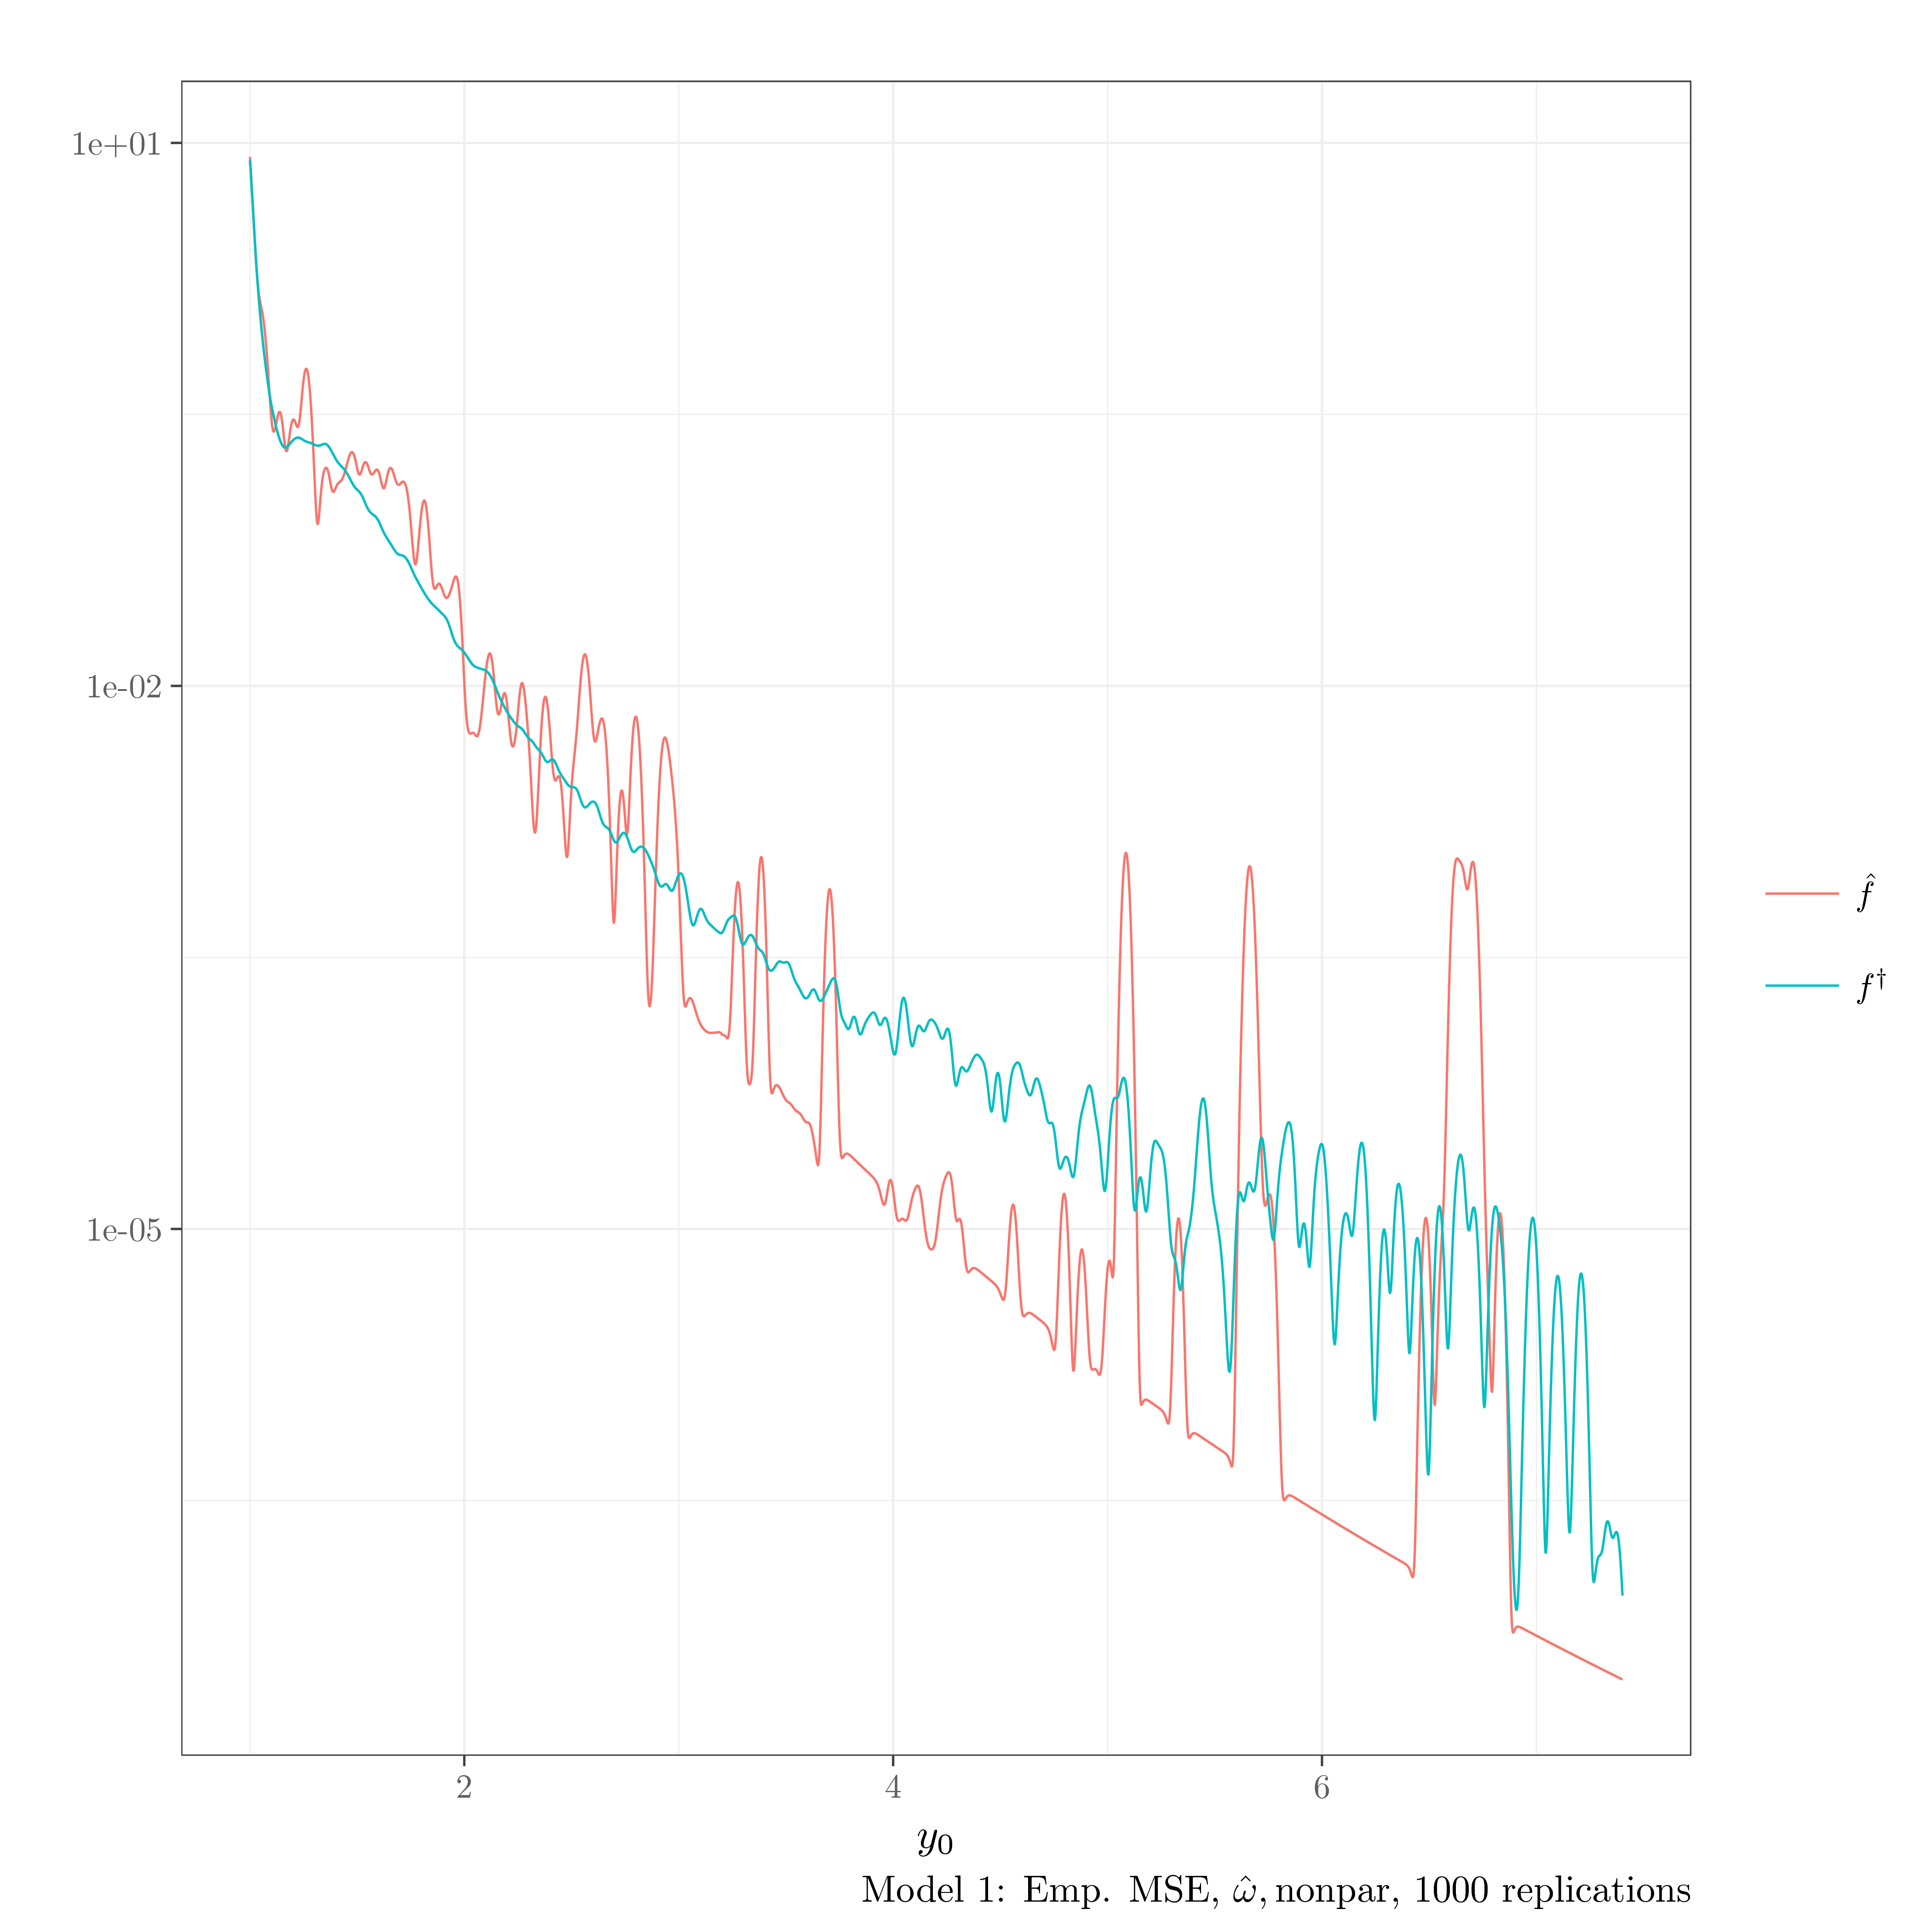 1e+01
1e-02
1e-05
2
4
6
y₀
f̂
f†
Model 1: Emp. MSE, ω̂, nonpar, 1000 replications